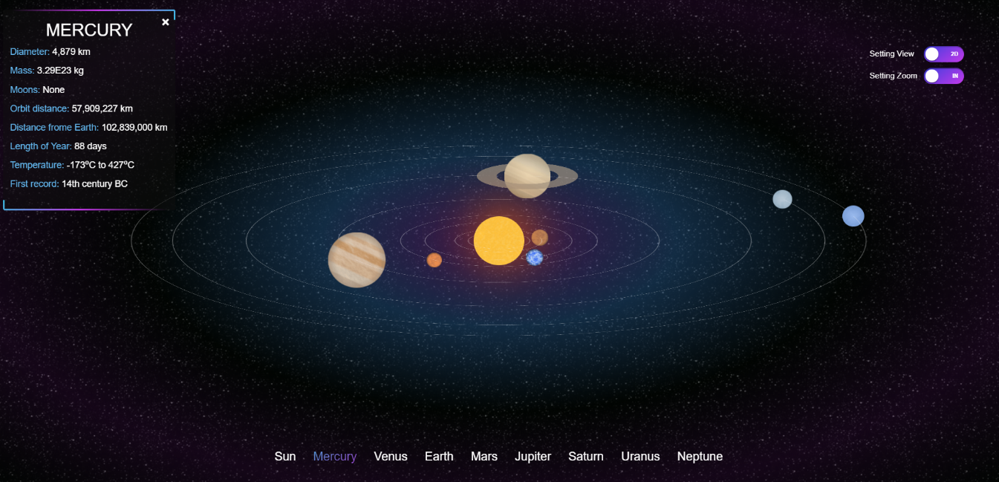 MERCURY
Diameter: 4,879 km
Mass: 3.29E23 kg
Moons: None
Orbit distance: 57,909,227 km
Distance frome Earth: 102,839,000 km
Length of Year: 88 days
Temperature: -173ºC to 427ºC
First record: 14th century BC
Setting View 2D
Setting Zoom IN
Sun Mercury Venus Earth Mars Jupiter Saturn Uranus Neptune